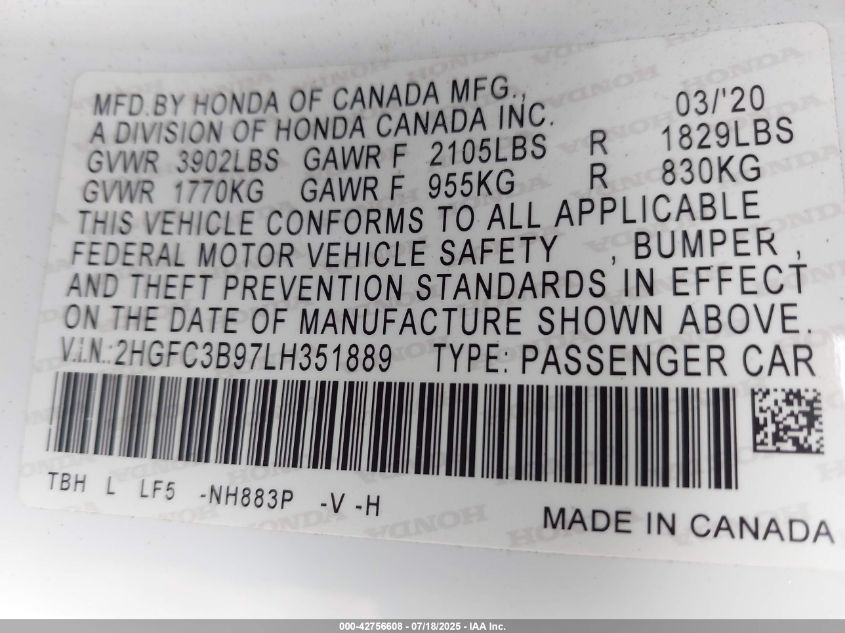 MFD.BY HONDA OF CANADA MFG., 03/'20
A DIVISION OF HONDA CANADA INC.
GVWR 3902LBS GAWR F 2105LBS R 1829LBS
GVWR 1770KG GAWR F 955KG R 830KG
THIS VEHICLE CONFORMS TO ALL APPLICABLE
FEDERAL MOTOR VEHICLE SAFETY , BUMPER ,
AND THEFT PREVENTION STANDARDS IN EFFECT
ON THE DATE OF MANUFACTURE SHOWN ABOVE.
V.I.N.:2HGFC3B97LH351889 TYPE: PASSENGER CAR
TBH L LF5 -NH883P -V -H
MADE IN CANADA
000-42756608 - 07/18/2025 - IAA Inc.